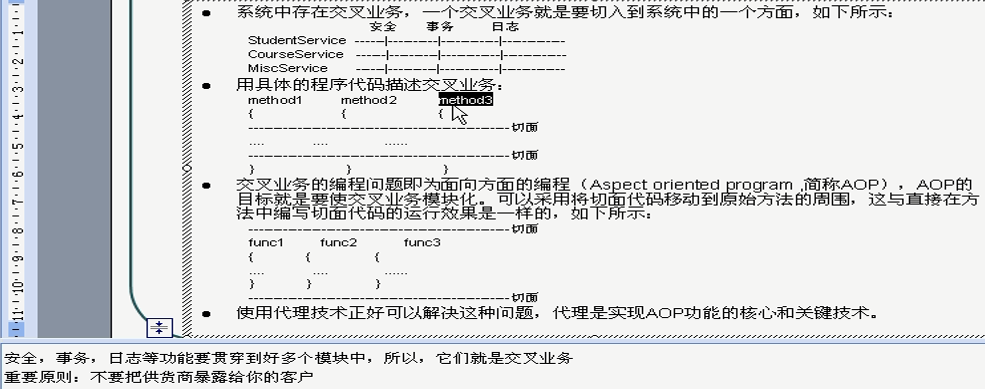 ● 系统中存在交叉业务，一个交叉业务就是要切入到系统中的一个方面，如下所示：
安全 事务 日志
StudentService -----|----------|----------|-------------
CourseService -----|----------|----------|-------------
MiscService -----|----------|----------|-------------
● 用具体的程序代码描述交叉业务：
method1 method2 method3
{ { {
------------------------------------------------------切面
.... .... ......
------------------------------------------------------切面
} } }
● 交叉业务的编程问题即为面向方面的编程（Aspect oriented program ,简称AOP），AOP的
目标就是要使交叉业务模块化。可以采用将切面代码移动到原始方法的周围，这与直接在方
法中编写切面代码的运行效果是一样的，如下所示：
------------------------------------------------------切面
func1 func2 func3
{ { {
.... .... ......
} } }
------------------------------------------------------切面
● 使用代理技术正好可以解决这种问题，代理是实现AOP功能的核心和关键技术。
安全，事务，日志等功能要贯穿到好多个模块中，所以，它们就是交叉业务
重要原则：不要把供货商暴露给你的客户